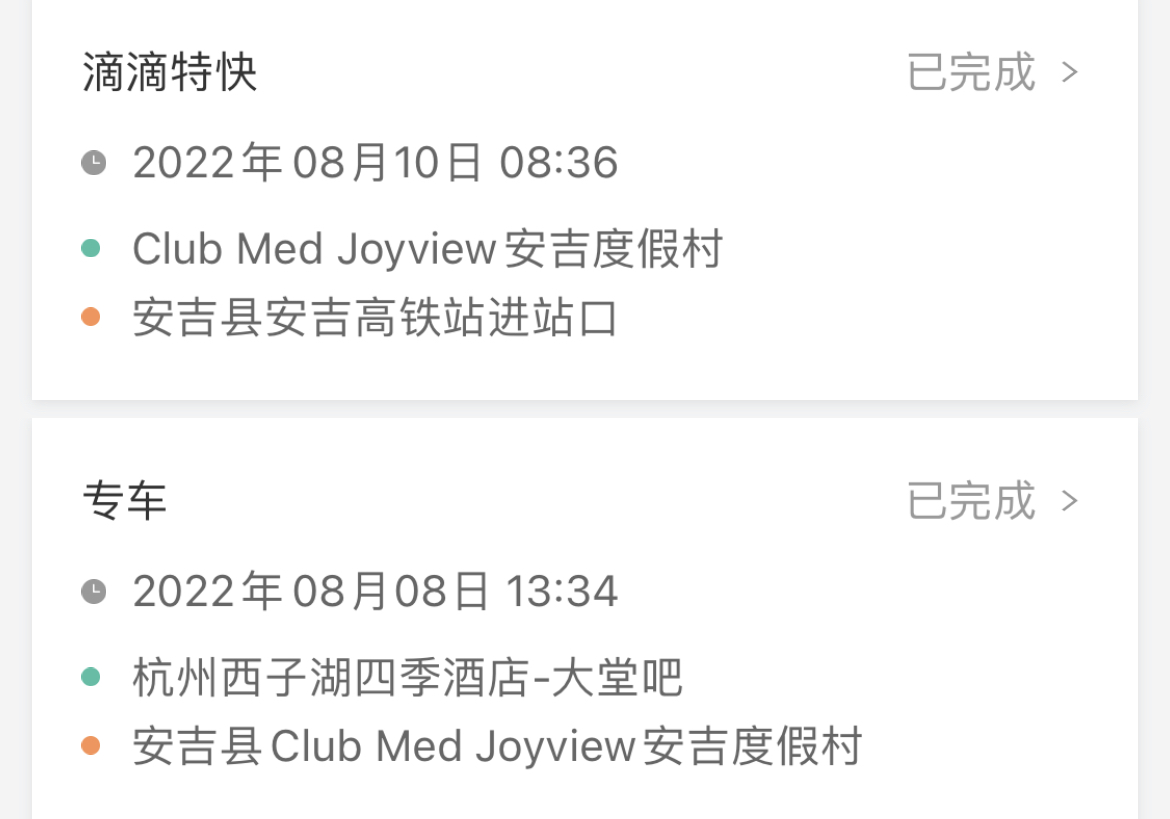 滴滴特快 已完成 >
2022年08月10日 08:36
Club Med Joyview安吉度假村
安吉县安吉高铁站进站口
专车 已完成 >
2022年08月08日 13:34
杭州西子湖四季酒店-大堂吧
安吉县Club Med Joyview安吉度假村